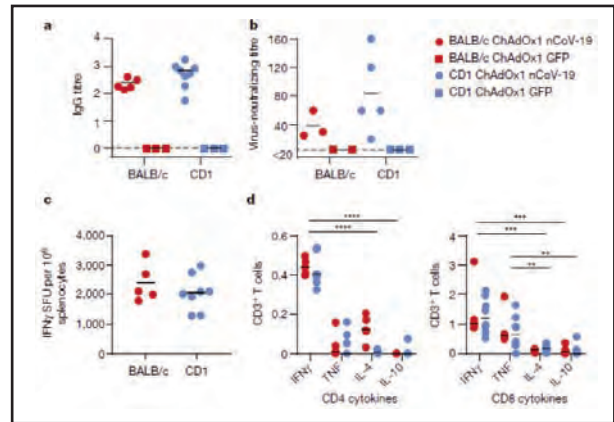 a
IgG titre
4
3
2
1
0
BALB/c
CD1
b
Virus-neutralizing titre
160
120
80
40
<20
BALB/c
CD1
BALB/c ChAdOx1 nCoV-19
BALB/c ChAdOx1 GFP
CD1 ChAdOx1 nCoV-19
CD1 ChAdOx1 GFP
c
IFNγ SFU per 10⁶
splenocytes
4,000
3,000
2,000
1,000
0
BALB/c
CD1
d
CD3⁺ T cells
0.6
0.4
0.2
0
****
****
IFNγ
TNF
IL-4
IL-10
CD4 cytokines
CD3⁺ T cells
4
3
2
1
0
***
***
**
**
IFNγ
TNF
IL-4
IL-10
CD8 cytokines